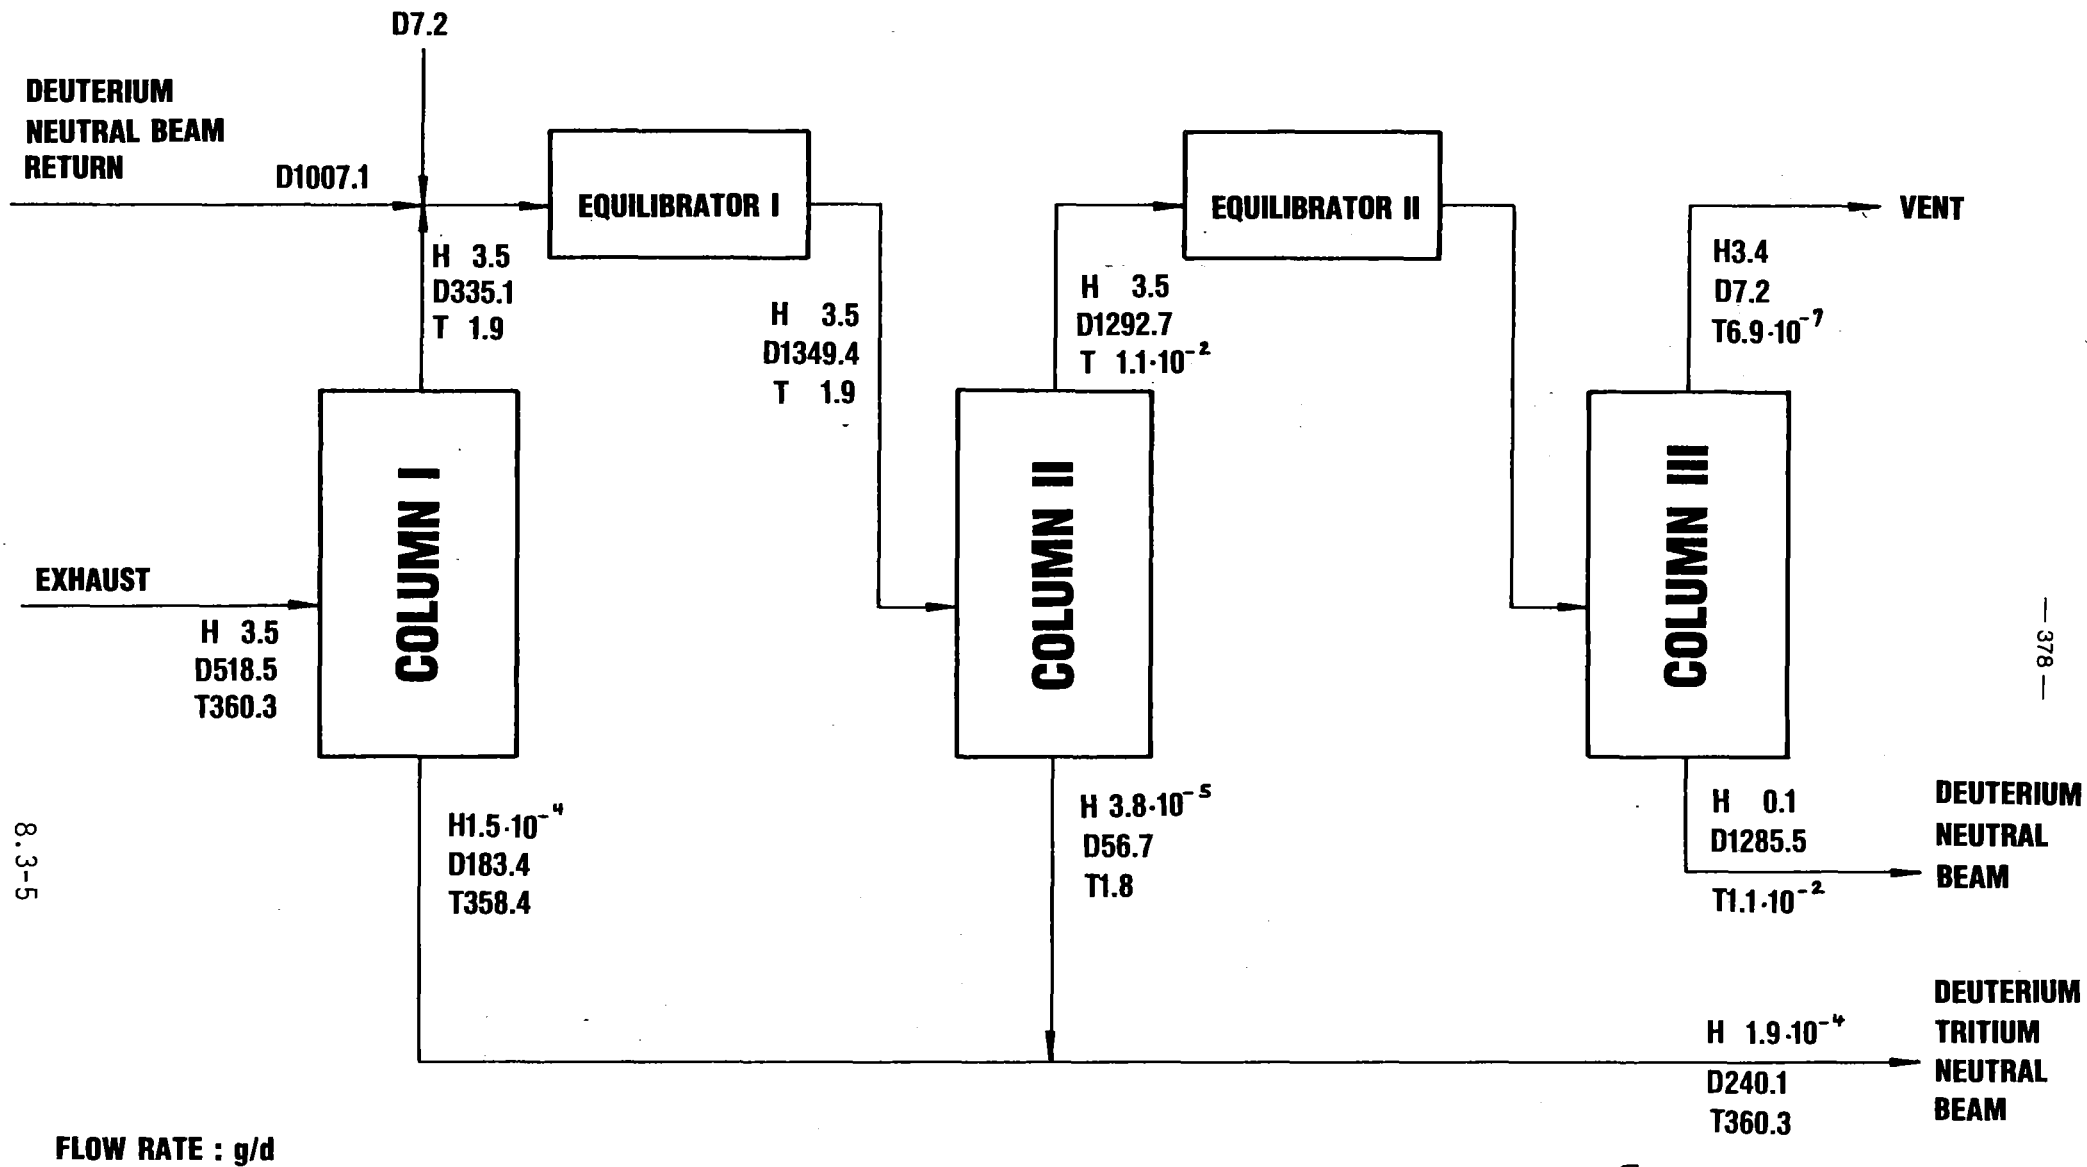 D7.2
DEUTERIUM
NEUTRAL BEAM
RETURN
D1007.1
EQUILIBRATOR I
EQUILIBRATOR II
VENT
H 3.5
D335.1
T 1.9
H 3.5
D1349.4
T 1.9
H 3.5
D1292.7
T 1.1·10⁻²
H3.4
D7.2
T6.9·10⁻⁷
COLUMN I
COLUMN II
COLUMN III
EXHAUST
H 3.5
D518.5
T360.3
H1.5·10⁻⁴
D183.4
T358.4
H 3.8·10⁻⁵
D56.7
T1.8
H 0.1
D1285.5
T1.1·10⁻²
DEUTERIUM
NEUTRAL
BEAM
H 1.9·10⁻⁴
D240.1
T360.3
DEUTERIUM
TRITIUM
NEUTRAL
BEAM
FLOW RATE : g/d
8.3-5
— 378 —